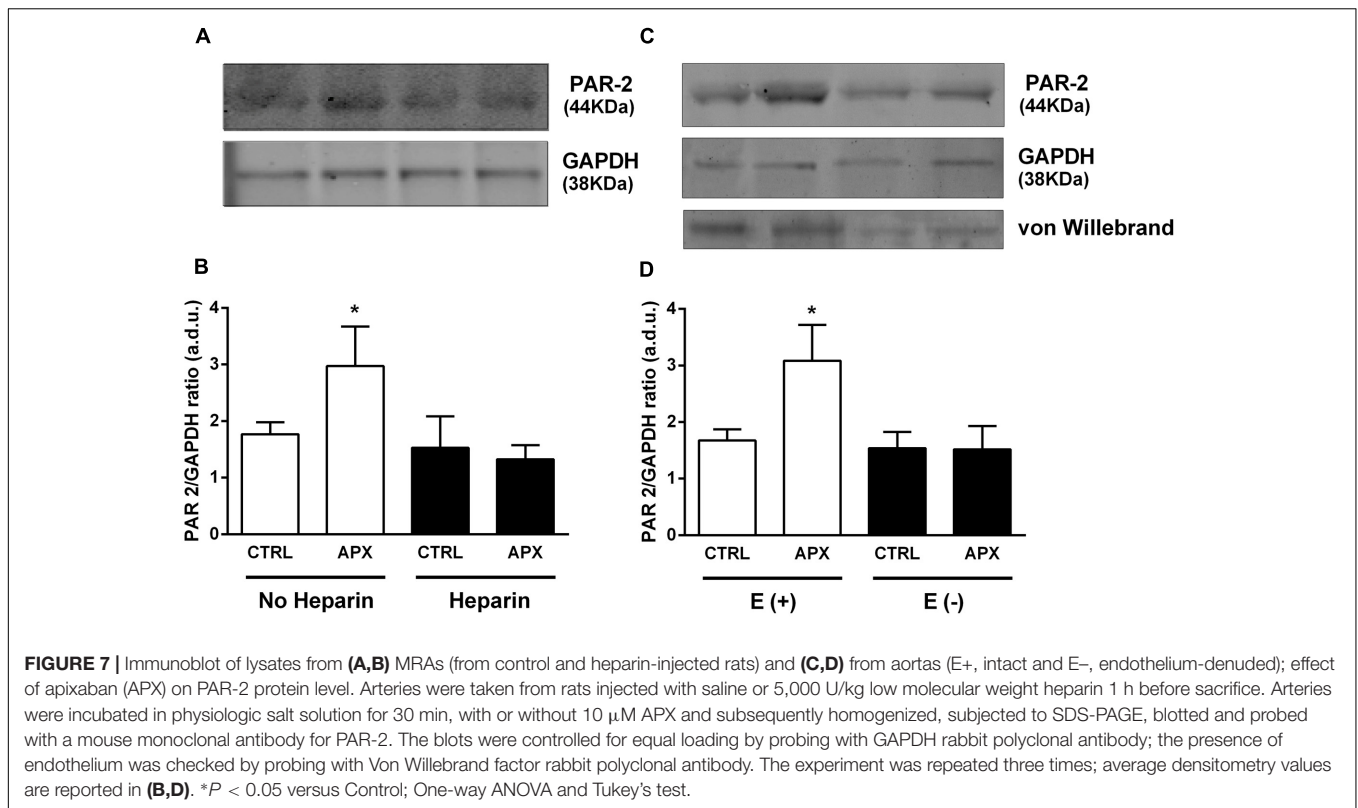 A
PAR-2
(44KDa)
GAPDH
(38KDa)
B
PAR 2/GAPDH ratio (a.d.u.)
4
3
2
1
0
*
CTRL APX CTRL APX
No Heparin Heparin
C
PAR-2
(44KDa)
GAPDH
(38KDa)
von Willebrand
D
PAR 2/GAPDH ratio (a.d.u.)
4
3
2
1
0
*
CTRL APX CTRL APX
E (+) E (-)
FIGURE 7 | Immunoblot of lysates from (A,B) MRAs (from control and heparin-injected rats) and (C,D) from aortas (E+, intact and E–, endothelium-denuded); effect
of apixaban (APX) on PAR-2 protein level. Arteries were taken from rats injected with saline or 5,000 U/kg low molecular weight heparin 1 h before sacrifice. Arteries
were incubated in physiologic salt solution for 30 min, with or without 10 μM APX and subsequently homogenized, subjected to SDS-PAGE, blotted and probed
with a mouse monoclonal antibody for PAR-2. The blots were controlled for equal loading by probing with GAPDH rabbit polyclonal antibody; the presence of
endothelium was checked by probing with Von Willebrand factor rabbit polyclonal antibody. The experiment was repeated three times; average densitometry values
are reported in (B,D). *P < 0.05 versus Control; One-way ANOVA and Tukey's test.